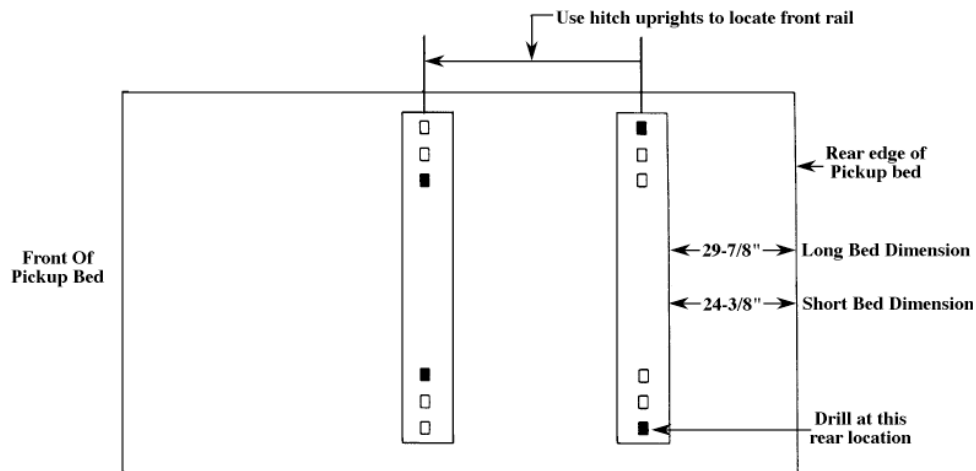 Use hitch uprights to locate front rail
Rear edge of
Pickup bed
Front Of
Pickup Bed
29-7/8"
Long Bed Dimension
24-3/8"
Short Bed Dimension
Drill at this
rear location